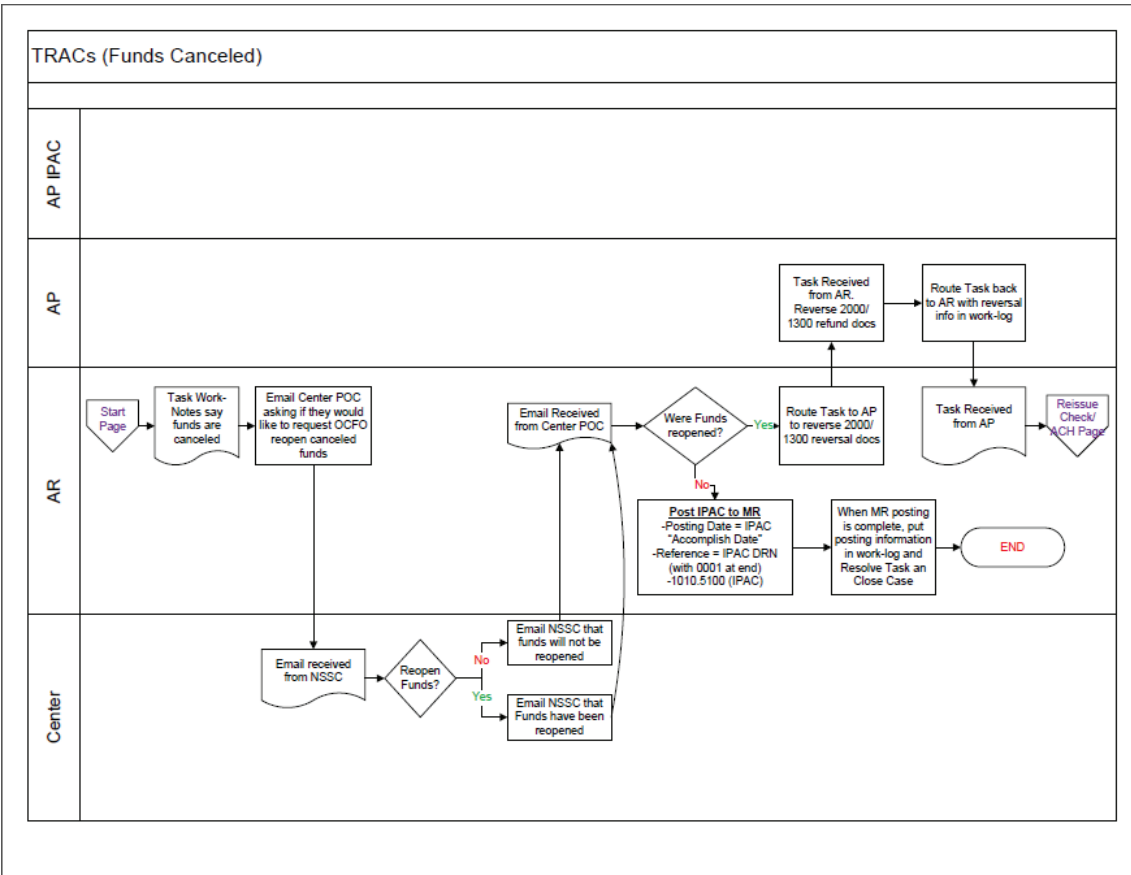 TRACs (Funds Canceled)
AP IPAC
AP
Task Received
from AR.
Reverse 2000/
1300 refund docs
Route Task back
to AR with reversal
info in work-log
AR
Start
Page
Task Work-
Notes say
funds are
canceled
Email Center POC
asking if they would
like to request OCFO
reopen canceled
funds
Email Received
from Center POC
Were Funds
reopened?
Yes
Route Task to AP
to reverse 2000/
1300 reversal docs
Task Received
from AP
Reissue
Check/
ACH Page
No
Post IPAC to MR
-Posting Date = IPAC
"Accomplish Date"
-Reference = IPAC DRN
(with 0001 at end)
-1010.5100 (IPAC)
When MR posting
is complete, put
posting information
in work-log and
Resolve Task an
Close Case
END
Center
Email received
from NSSC
Reopen
Funds?
No
Email NSSC that
funds will not be
reopened
Yes
Email NSSC that
Funds have been
reopened